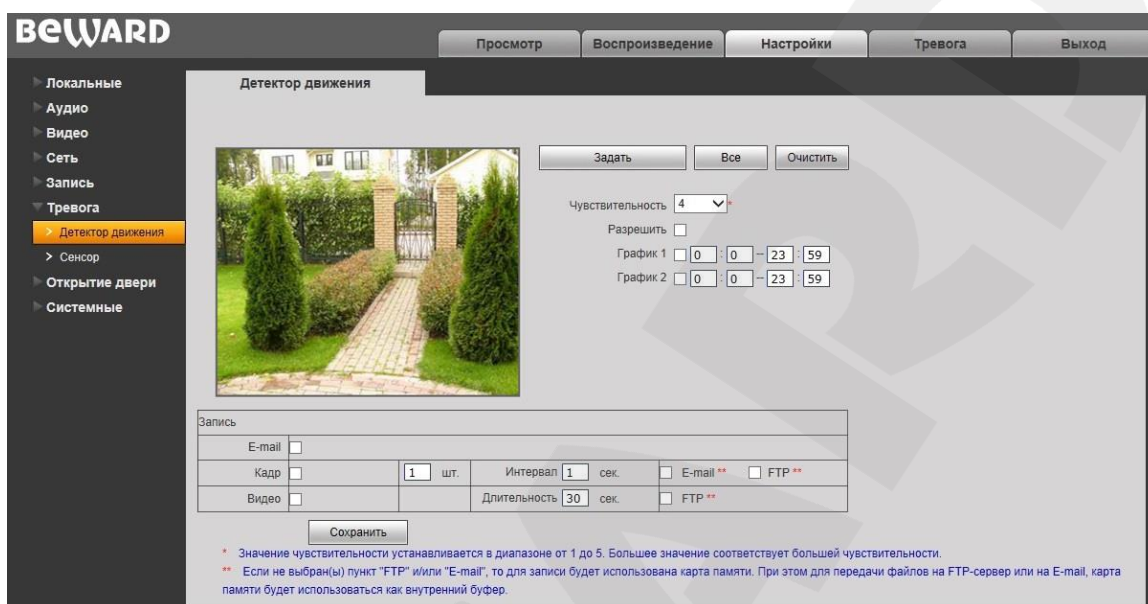 BEWARD
Просмотр Воспроизведение Настройки Тревога Выход
Локальные
Аудио
Видео
Сеть
Запись
Тревога
> Детектор движения
> Сенсор
Открытие двери
Системные
Детектор движения
Задать Все Очистить
Чувствительность 4 *
Разрешить
График 1 0 : 0 -- 23 : 59
График 2 0 : 0 -- 23 : 59
Запись
E-mail
Кадр 1 шт. Интервал 1 сек. E-mail ** FTP **
Видео Длительность 30 сек. FTP **
Сохранить
* Значение чувствительности устанавливается в диапазоне от 1 до 5. Большее значение соответствует большей чувствительности.
** Если не выбран(ы) пункт "FTP" и/или "E-mail", то для записи будет использована карта памяти. При этом для передачи файлов на FTP-сервер или на E-mail, карта
памяти будет использоваться как внутренний буфер.